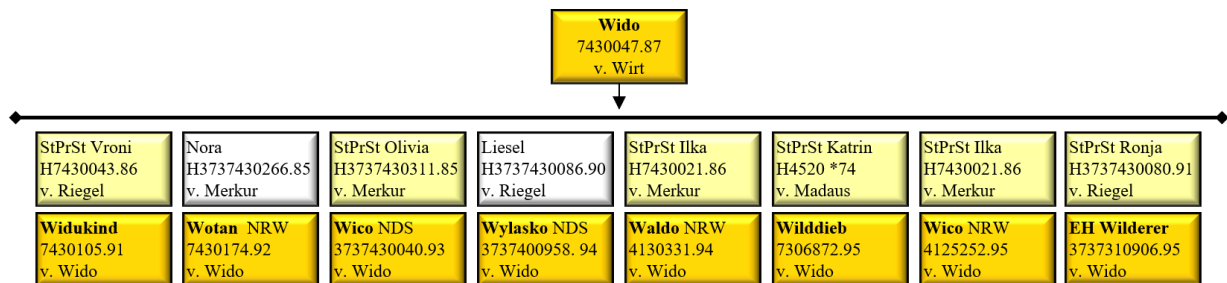 Wido
7430047.87
v. Wirt
StPrSt Vroni
H7430043.86
v. Riegel
Nora
H3737430266.85
v. Merkur
StPrSt Olivia
H3737430311.85
v. Merkur
Liesel
H3737430086.90
v. Riegel
StPrSt Ilka
H7430021.86
v. Merkur
StPrSt Katrin
H4520 *74
v. Madaus
StPrSt Ilka
H7430021.86
v. Merkur
StPrSt Ronja
H3737430080.91
v. Riegel
Widukind
7430105.91
v. Wido
Wotan NRW
7430174.92
v. Wido
Wico NDS
3737430040.93
v. Wido
Wylasko NDS
3737400958. 94
v. Wido
Waldo NRW
4130331.94
v. Wido
Wilddieb
7306872.95
v. Wido
Wico NRW
4125252.95
v. Wido
EH Wilderer
3737310906.95
v. Wido